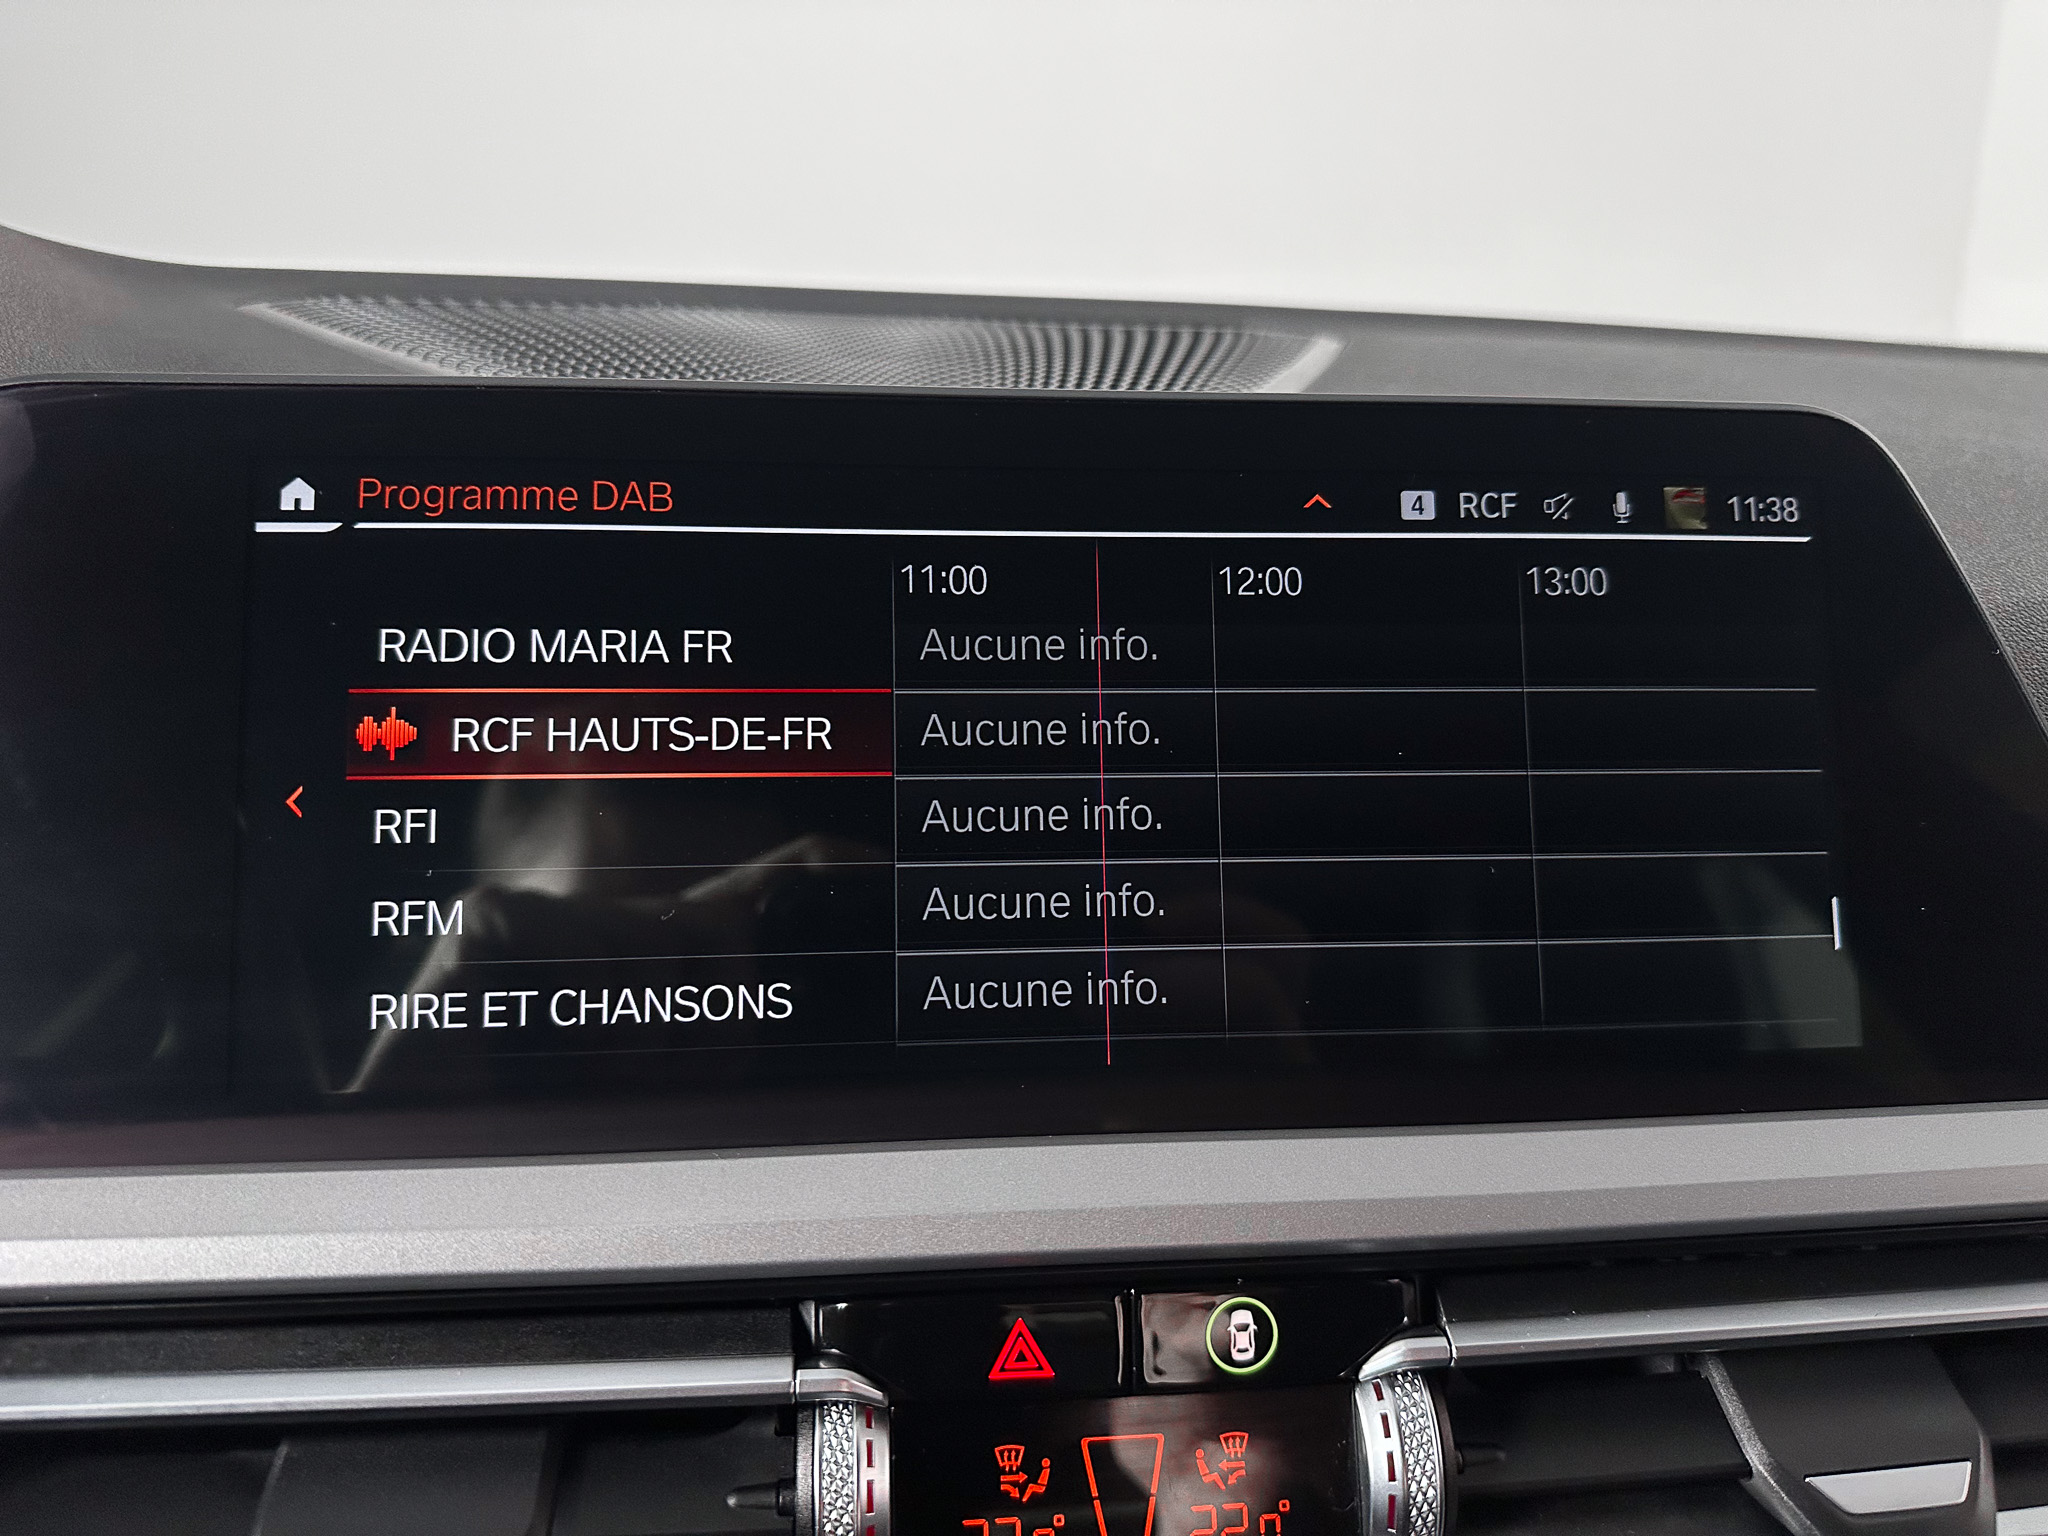 Programme DAB 4 RCF 11:38
11:00 12:00 13:00
RADIO MARIA FR Aucune info.
RCF HAUTS-DE-FR Aucune info.
RFI Aucune info.
RFM Aucune info.
RIRE ET CHANSONS Aucune info.